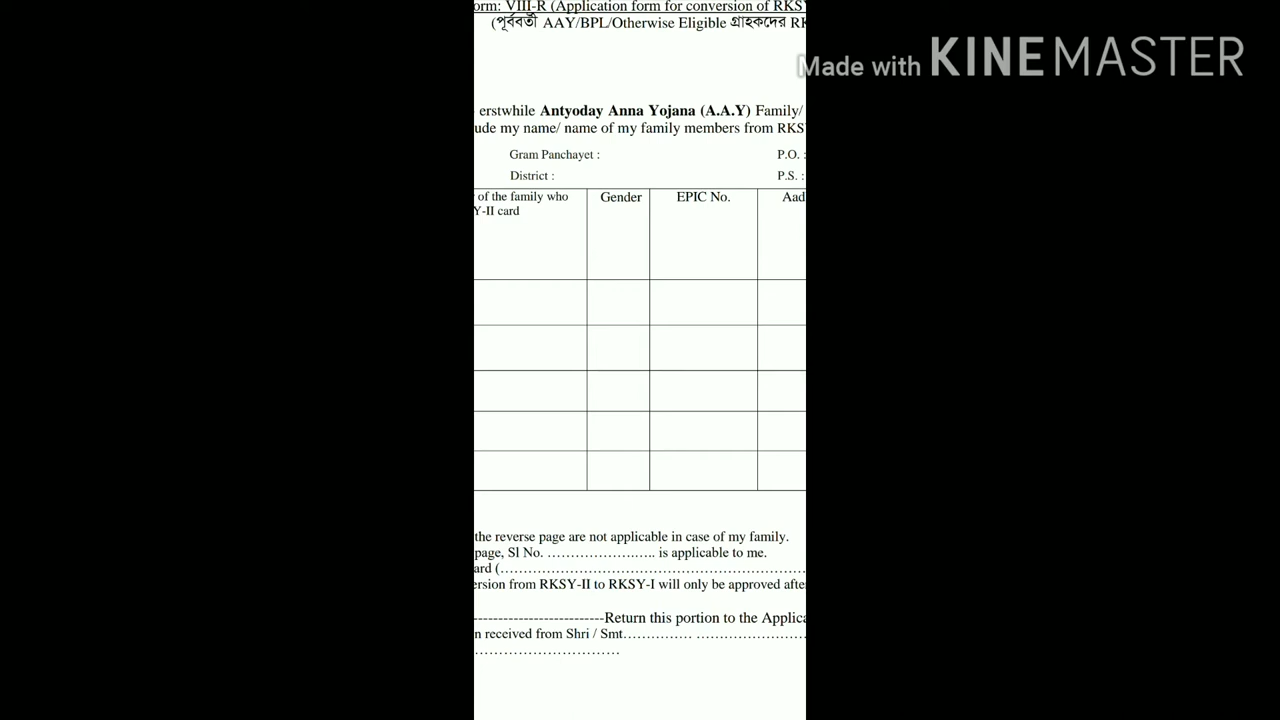 orm: VIII-R (Application form for conversion of RKSY
(পূর্ববর্তী AAY/BPL/Otherwise Eligible গ্রাহকদের RK
Made with KINEMASTER
erstwhile Antyoday Anna Yojana (A.A.Y) Family/
ude my name/ name of my family members from RKSY
Gram Panchayet : P.O. :
District : P.S. :
of the family who Gender EPIC No. Aad
Y-II card
the reverse page are not applicable in case of my family.
page, Sl No. ……………….….. is applicable to me.
ard (……………………………………………………
ersion from RKSY-II to RKSY-I will only be approved afte
--------------------------Return this portion to the Applica
n received from Shri / Smt…………… …………………
…………………………